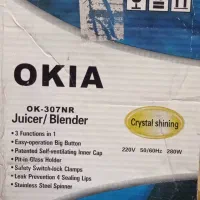 OKIA
OK-307NR
Juicer/ Blender
Crystal shining
• 3 Functions in 1
• Easy-operation Big Button
• Patented Self-ventilating Inner Cap
• Pit-in Glass Holder
• Safety Switch-lock Clamps
• Leak Prevention 4 Sealing Lips
• Stainless Steel Spinner
220V 50/60Hz 280W